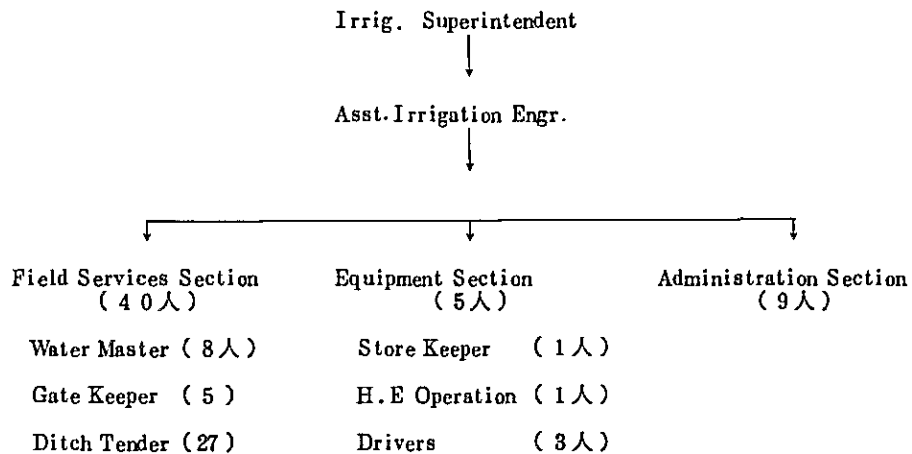 Irrig. Superintendent
Asst. Irrigation Engr.
Field Services Section Equipment Section Administration Section
(40人) (5人) (9人)
Water Master (8人) Store Keeper (1人)
Gate Keeper (5) H.E Operation (1人)
Ditch Tender (27) Drivers (3人)